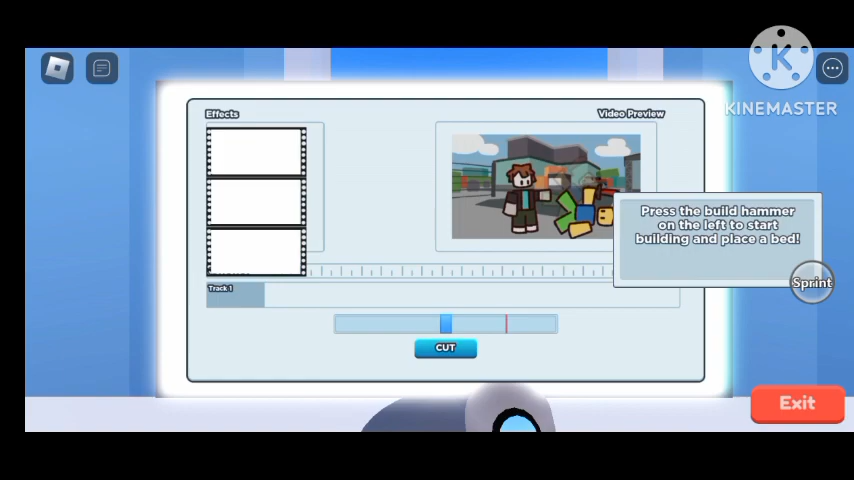 K
KINEMASTER
Effects
Video Preview
Press the build hammer
on the left to start
building and place a bed!
Sprint
Track 1
CUT
Exit